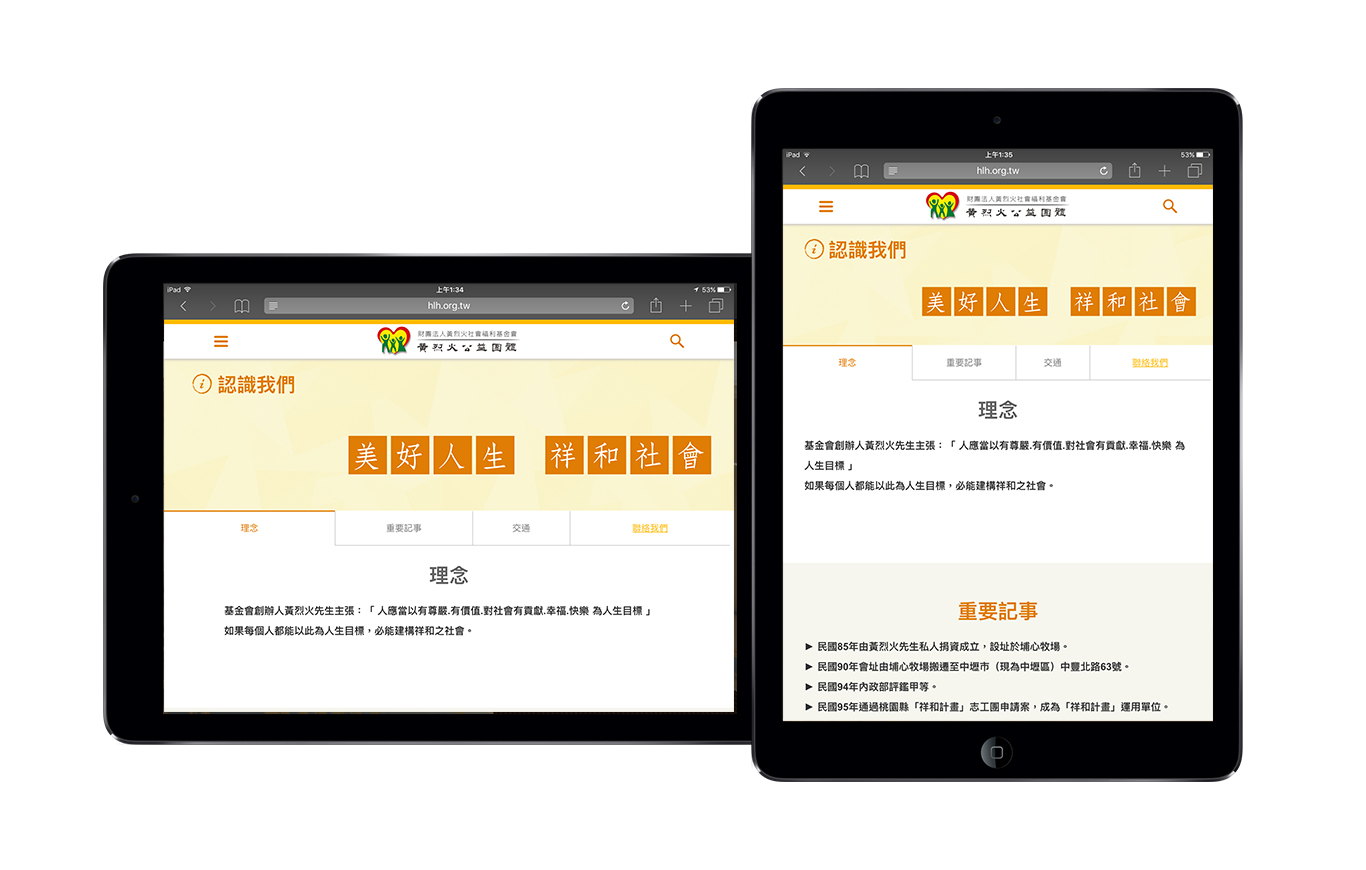 iPad
上午1:34
53%
hlh.org.tw
財團法人黃烈火社會福利基金會
黃烈火公益團體
認識我們
美好人生 祥和社會
理念
重要記事
交通
聯絡我們
理念
基金會創辦人黃烈火先生主張：「 人應當以有尊嚴.有價值.對社會有貢獻.幸福.快樂 為人生目標 」
如果每個人都能以此為人生目標，必能建構祥和之社會。
iPad
上午1:35
53%
hlh.org.tw
財團法人黃烈火社會福利基金會
黃烈火公益團體
認識我們
美好人生 祥和社會
理念
重要記事
交通
聯絡我們
理念
基金會創辦人黃烈火先生主張：「 人應當以有尊嚴.有價值.對社會有貢獻.幸福.快樂 為
人生目標 」
如果每個人都能以此為人生目標，必能建構祥和之社會。
重要記事
► 民國85年由黃烈火先生私人捐資成立，設址於埔心牧場。
► 民國90年會址由埔心牧場搬遷至中壢市（現為中壢區）中豐北路63號。
► 民國94年內政部評鑑甲等。
► 民國95年通過桃園縣「祥和計畫」志工團申請案，成為「祥和計畫」運用單位。